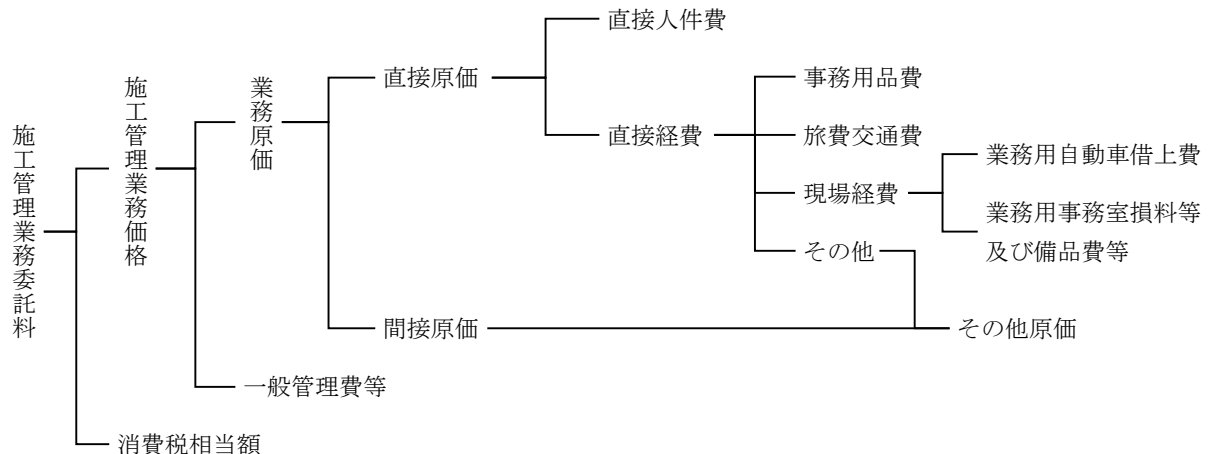 施工管理業務委託料
施工管理業務価格
業務原価
直接原価
直接人件費
直接経費
事務用品費
旅費交通費
現場経費
業務用自動車借上費
業務用事務室損料等
及び備品費等
その他
間接原価
その他原価
一般管理費等
消費税相当額